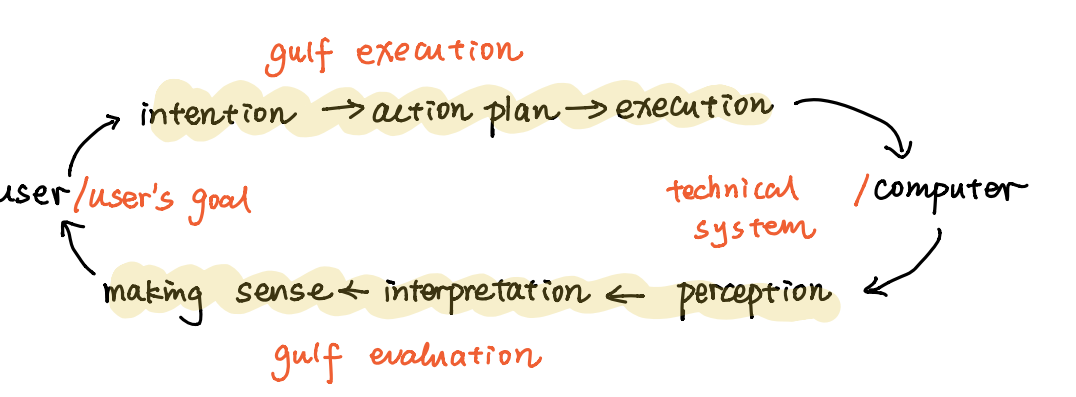 gulf execution
intention → action plan → execution
user /user's goal
technical system /computer
making sense ← interpretation ← perception
gulf evaluation